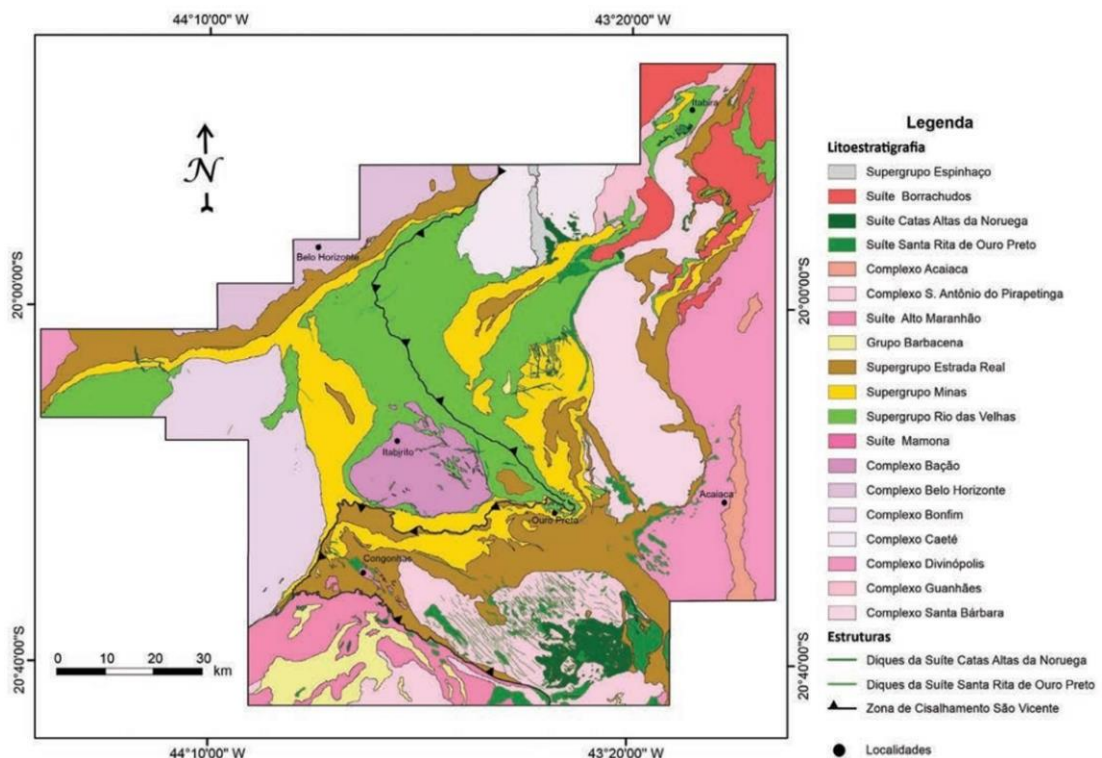 44°10'00" W
43°20'00" W
N
Itabira
Belo Horizonte
20°00'00"S
20°00'00"S
Itabirito
Acaiaca
Ouro Preto
Congonhas
20°40'00"S
20°40'00"S
0 10 20 30
km
44°10'00" W
43°20'00" W
Legenda
Litoestratigrafia
Supergrupo Espinhaço
Suíte Borrachudos
Suíte Catas Altas da Noruega
Suíte Santa Rita de Ouro Preto
Complexo Acaiaca
Complexo S. Antônio do Pirapetinga
Suíte Alto Maranhão
Grupo Barbacena
Supergrupo Estrada Real
Supergrupo Minas
Supergrupo Rio das Velhas
Suíte Mamona
Complexo Bação
Complexo Belo Horizonte
Complexo Bonfim
Complexo Caeté
Complexo Divinópolis
Complexo Guanhães
Complexo Santa Bárbara
Estruturas
Diques da Suíte Catas Altas da Noruega
Diques da Suíte Santa Rita de Ouro Preto
Zona de Cisalhamento São Vicente
Localidades